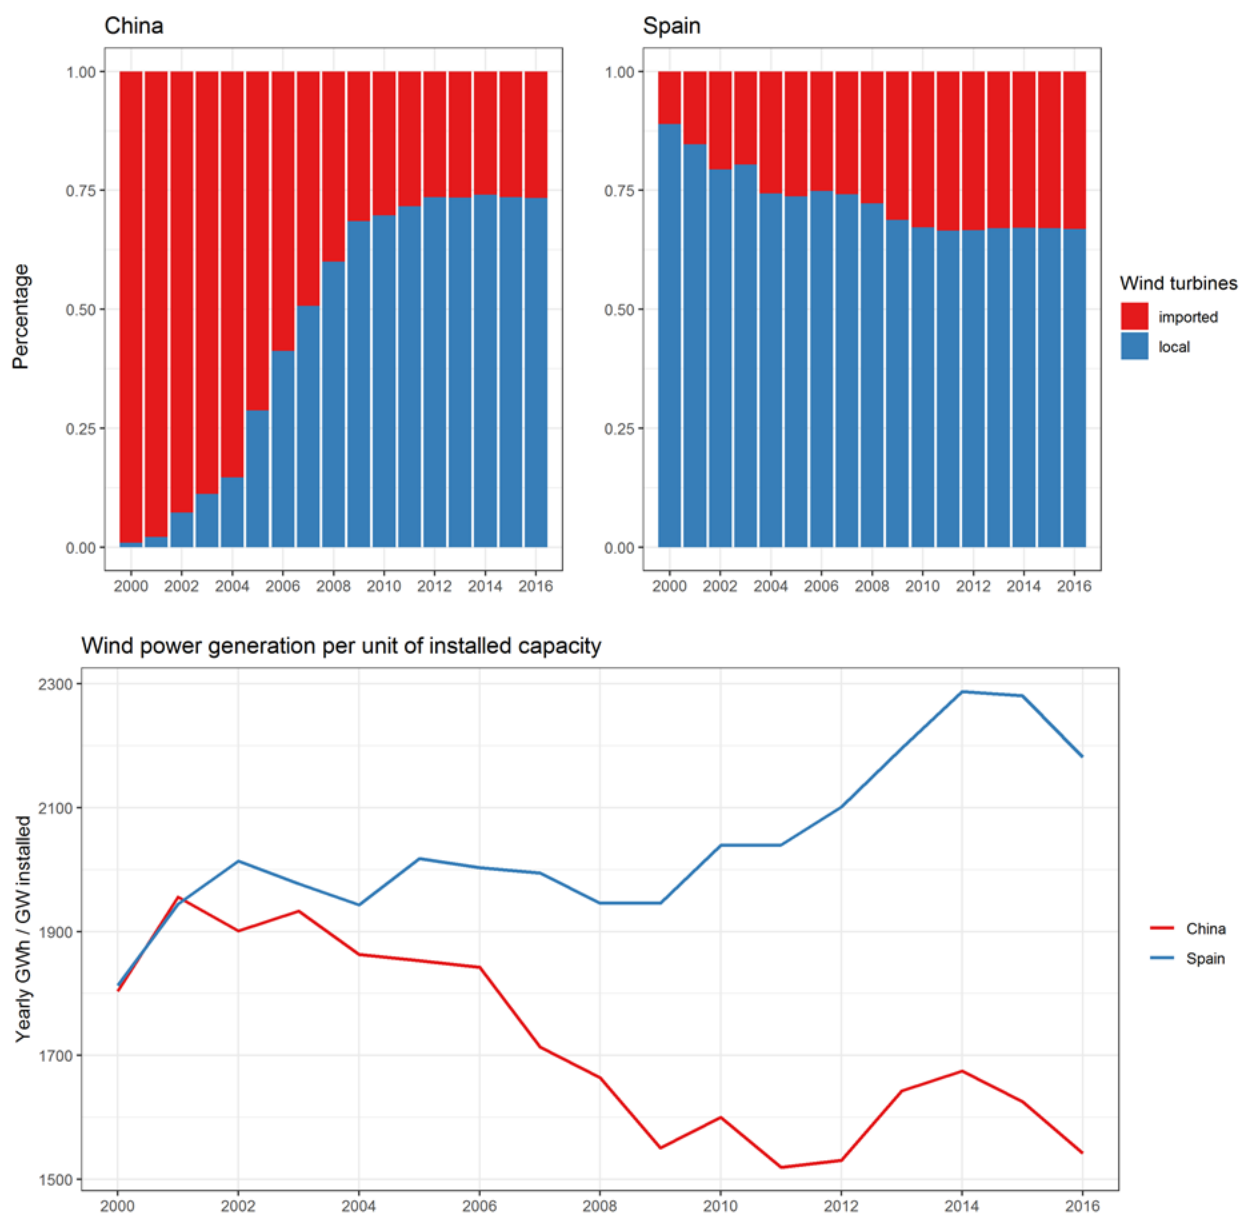 China
Spain
Percentage
1.00
0.75
0.50
0.25
0.00
2000 2002 2004 2006 2008 2010 2012 2014 2016
1.00
0.75
0.50
0.25
0.00
2000 2002 2004 2006 2008 2010 2012 2014 2016
Wind turbines
imported
local
Wind power generation per unit of installed capacity
Yearly GWh / GW installed
2300
2100
1900
1700
1500
2000 2002 2004 2006 2008 2010 2012 2014 2016
China
Spain